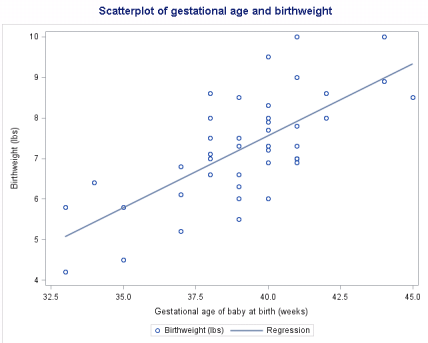 Scatterplot of gestational age and birthweight
10
9
8
7
6
5
4
Birthweight (lbs)
32.5 35.0 37.5 40.0 42.5 45.0
Gestational age of baby at birth (weeks)
Birthweight (lbs) Regression